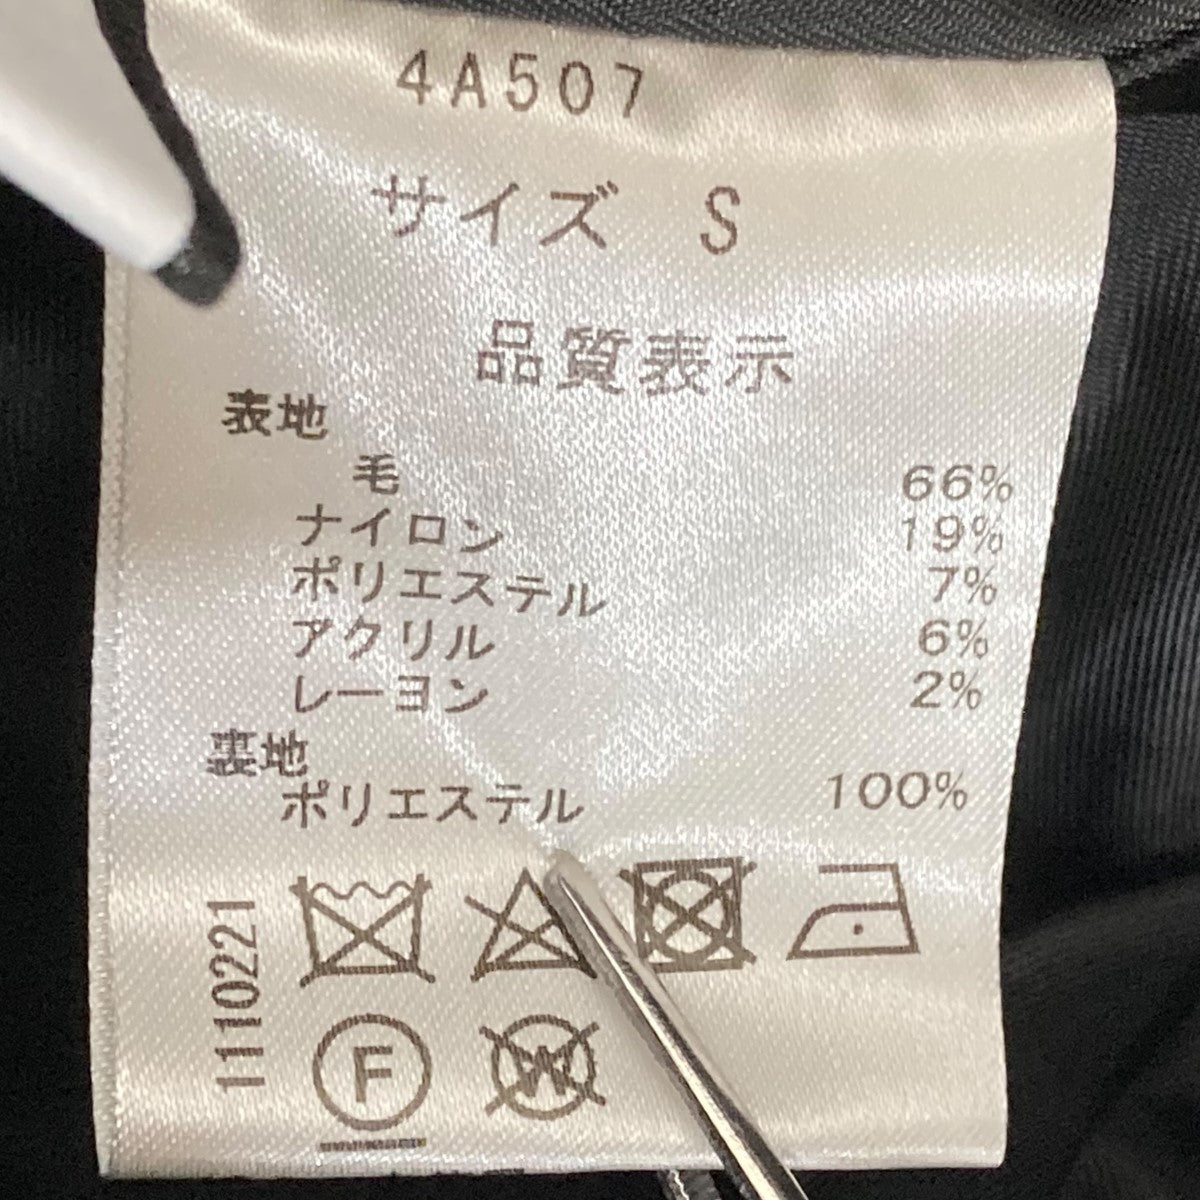 4A507
サイズ S
品質表示
表地
毛 66%
ナイロン 19%
ポリエステル 7%
アクリル 6%
レーヨン 2%
裏地
ポリエステル 100%
1110221
F
W